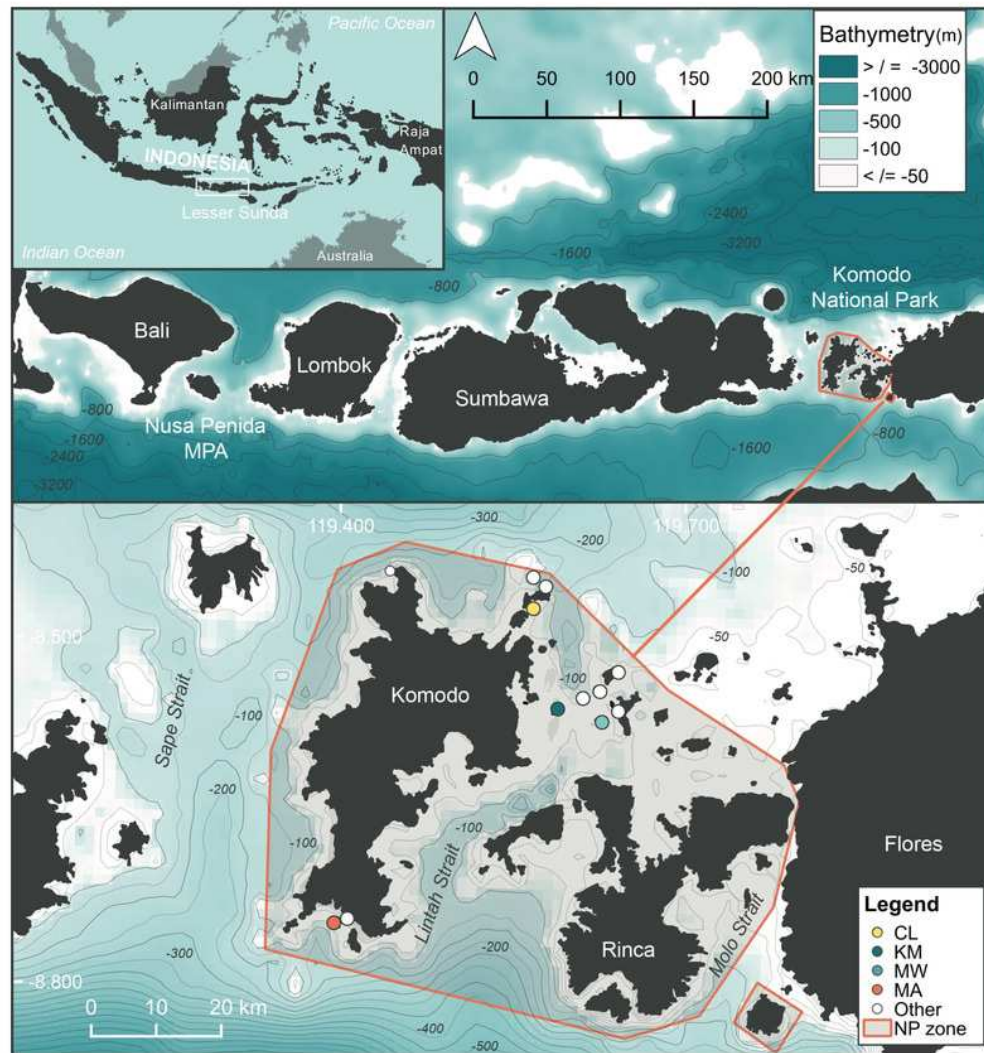 Pacific Ocean
Kalimantan
Raja
Ampat
INDONESIA
Lesser Sunda
Indian Ocean
Australia
0 50 100 150 200 km
Bathymetry(m)
> / = -3000
-1000
-500
-100
< / = -50
-2400
-3200
-1600
-800
Komodo
National Park
Bali
Lombok
Sumbawa
Nusa Penida
MPA
-800
-1600
-2400
-3200
-1600
-800
119.400
119.700
-300
-200
-100
-50
-50
-8.500
-100
Komodo
Sape Strait
-100
-200
-100
-100
Lintah Strait
Flores
Molo Strait
Rinca
-200
-300
-8.800
0 10 20 km
-400
-500
Legend
CL
KM
MW
MA
Other
NP zone